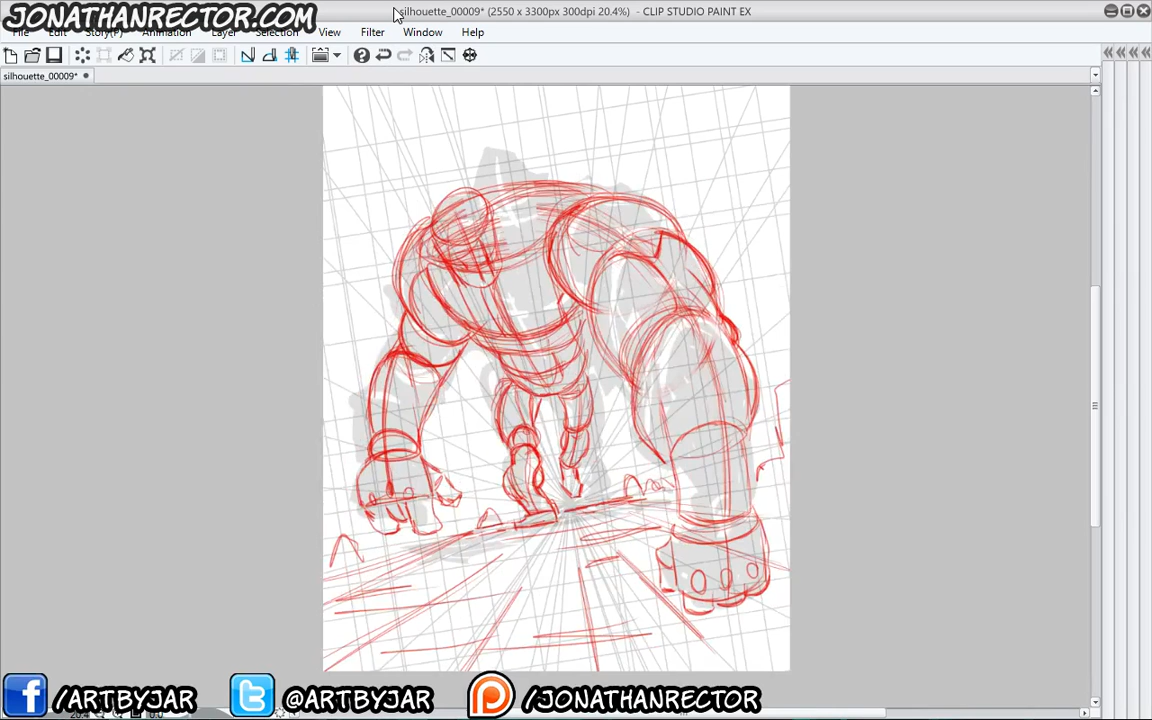 JONATHANRECTOR.COM
silhouette_00009* (2550 x 3300px 300dpi 20.4%) - CLIP STUDIO PAINT EX
File Edit Story(P) Animation Layer Selection View Filter Window Help
silhouette_00009*
/ARTBYJAR @ARTBYJAR /JONATHANRECTOR